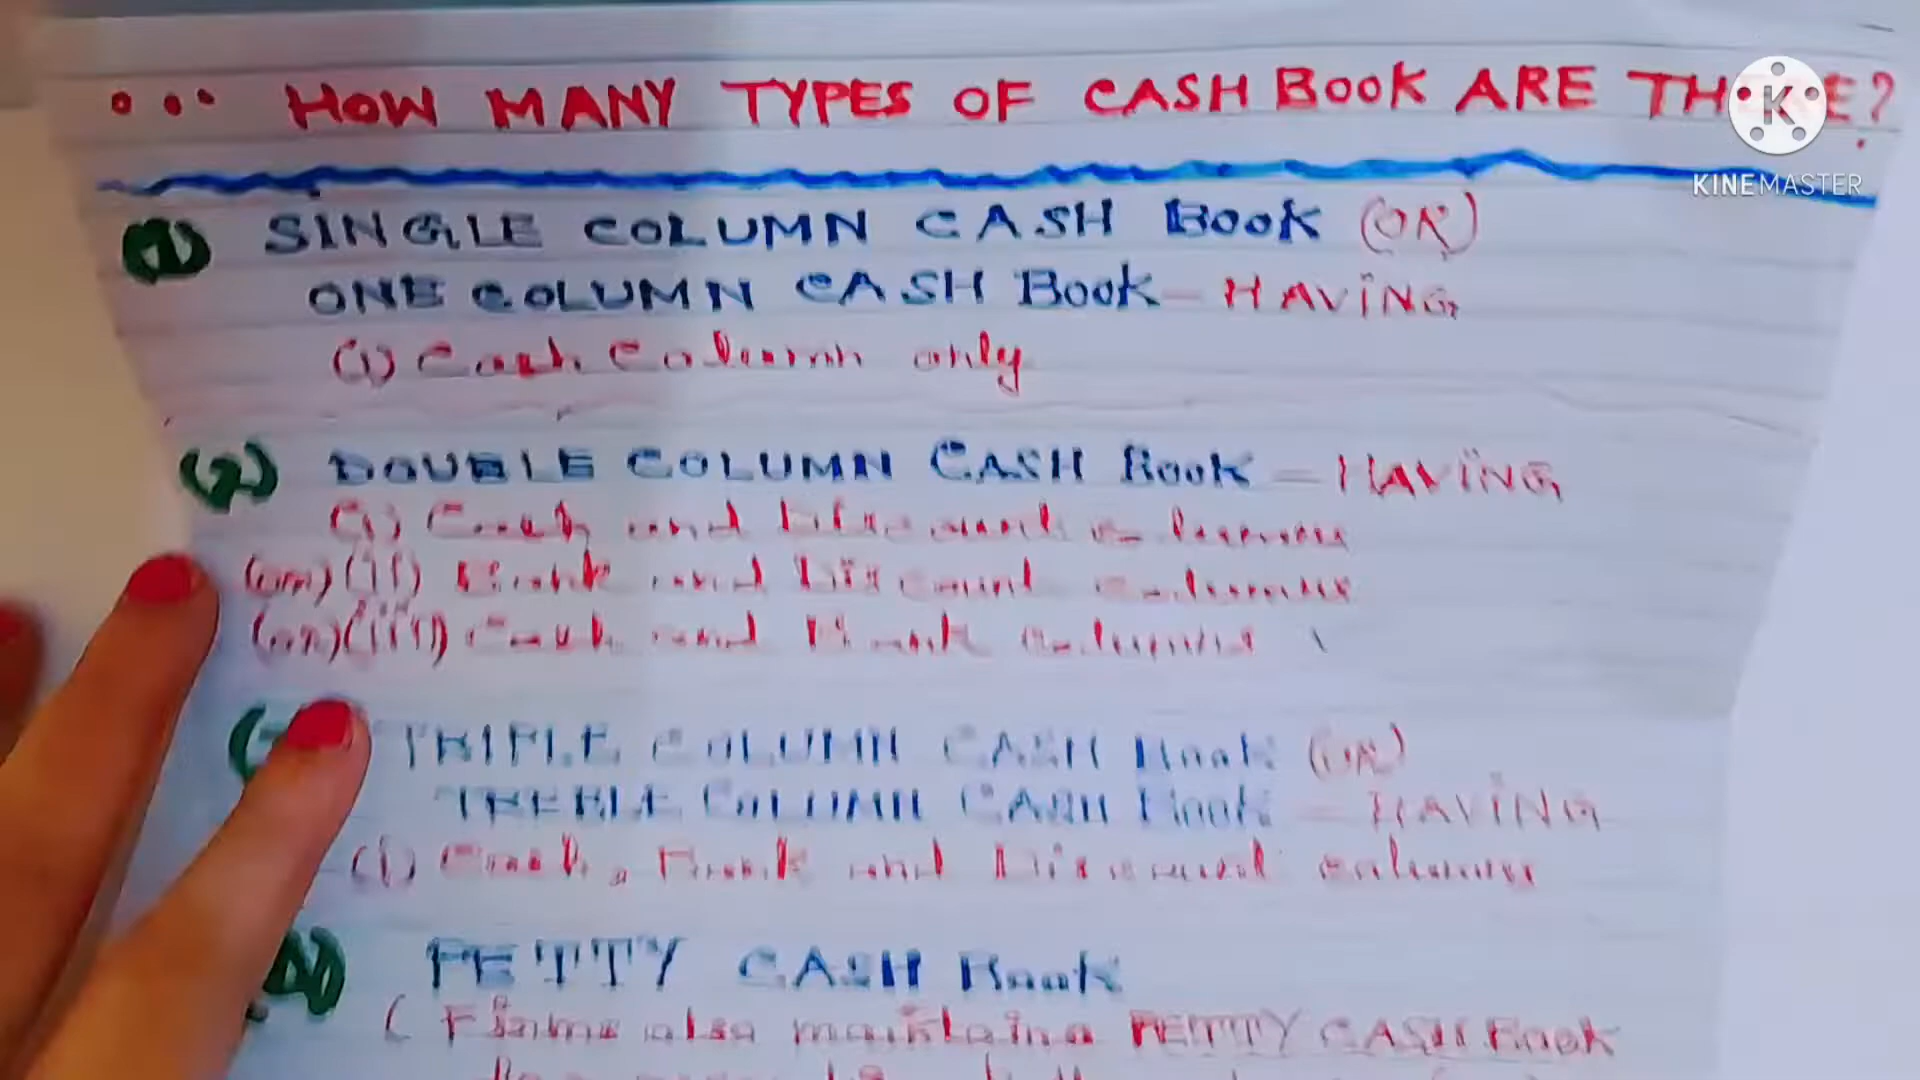 ... HOW MANY TYPES OF CASH BOOK ARE THERE?
KINEMASTER
(1) SINGLE COLUMN CASH BOOK (OR)
ONE COLUMN CASH BOOK - HAVING
(i) Cash Column only
(2) DOUBLE COLUMN CASH BOOK - HAVING
(i) Cash and Discount columns
(or) (ii) Bank and Discount columns
(or) (iii) Cash and Bank columns
TRIPLE COLUMN CASH Book (OR)
TREBLE COLUMN CASH Book - HAVING
(i) Cash, Bank and Discount columns
(4) PETTY CASH Book
( Firms also maintain a PETTY CASH Book